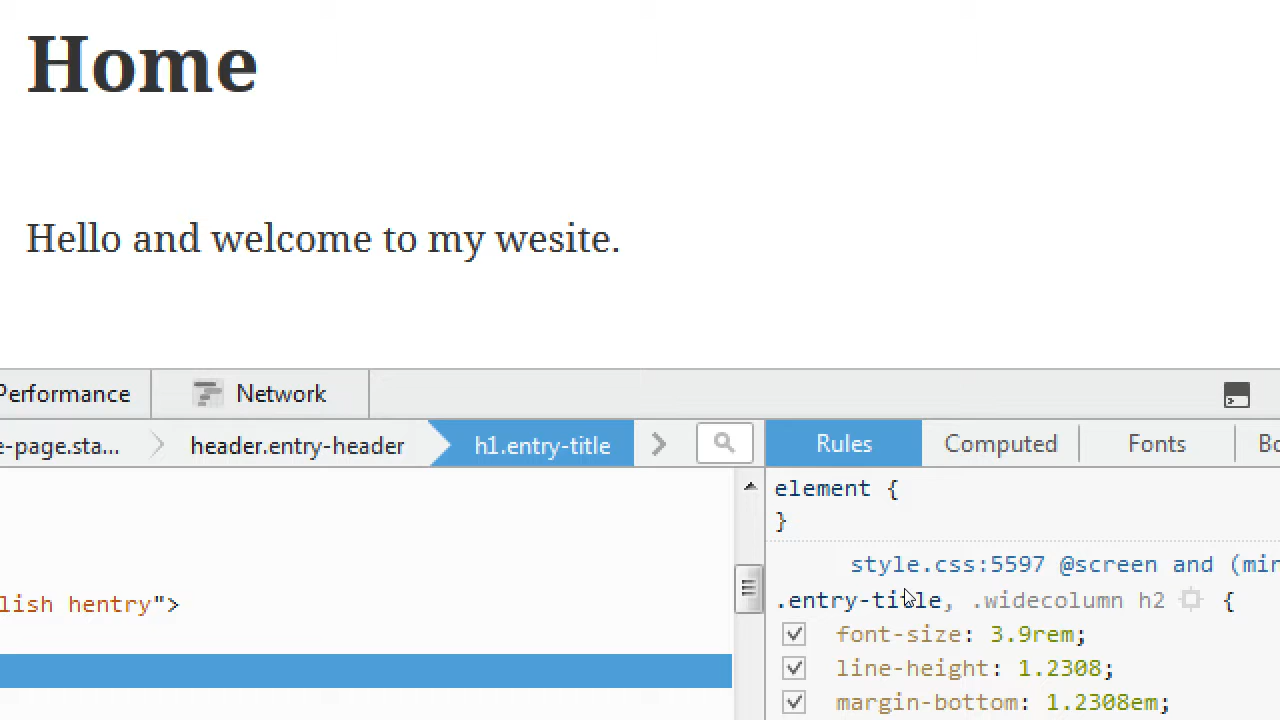 Home
Hello and welcome to my wesite.
Performance
Network
e-page.sta...
header.entry-header
h1.entry-title
Rules
Computed
Fonts
Bo
element {
}
style.css:5597 @screen and (min
.entry-title, .widecolumn h2 {
lish hentry">
font-size: 3.9rem;
line-height: 1.2308;
margin-bottom: 1.2308em;